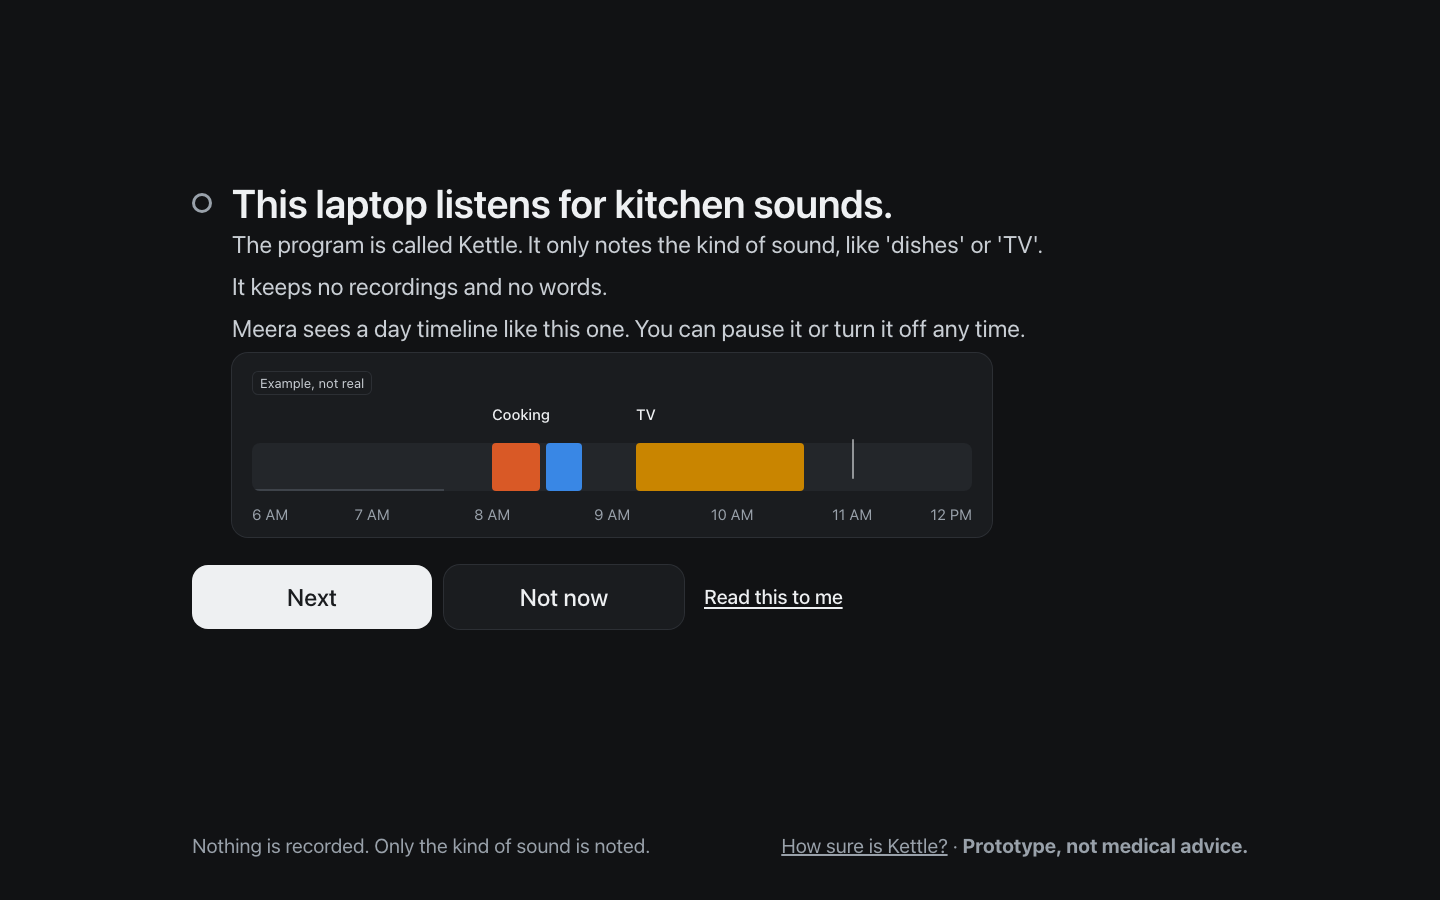 This laptop listens for kitchen sounds.
The program is called Kettle. It only notes the kind of sound, like 'dishes' or 'TV'.
It keeps no recordings and no words.
Meera sees a day timeline like this one. You can pause it or turn it off any time.
Example, not real
Cooking TV
6 AM 7 AM 8 AM 9 AM 10 AM 11 AM 12 PM
Next Not now Read this to me
Nothing is recorded. Only the kind of sound is noted. How sure is Kettle? · Prototype, not medical advice.